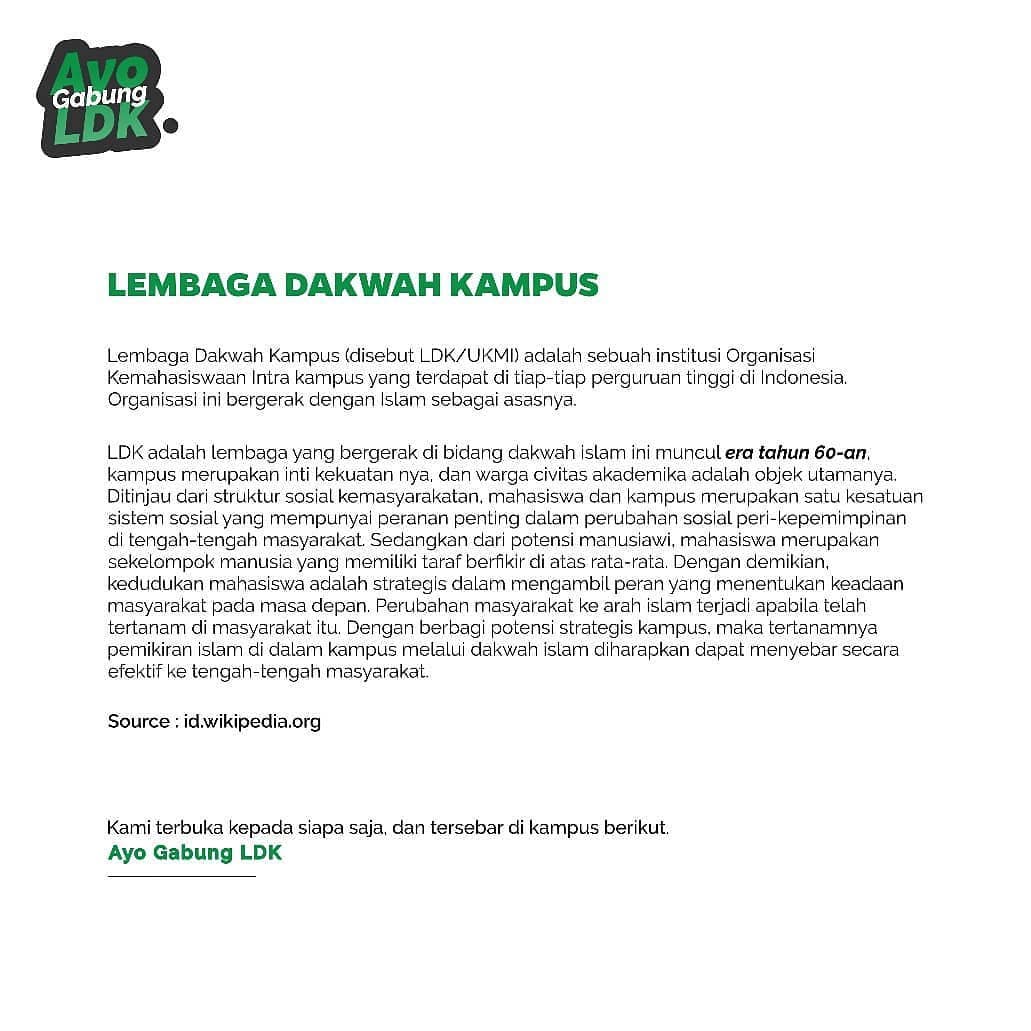 Ayo
Gabung
LDK.
LEMBAGA DAKWAH KAMPUS
Lembaga Dakwah Kampus (disebut LDK/UKMI) adalah sebuah institusi Organisasi
Kemahasiswaan Intra kampus yang terdapat di tiap-tiap perguruan tinggi di Indonesia.
Organisasi ini bergerak dengan Islam sebagai asasnya.
LDK adalah lembaga yang bergerak di bidang dakwah islam ini muncul era tahun 60-an,
kampus merupakan inti kekuatan nya, dan warga civitas akademika adalah objek utamanya.
Ditinjau dari struktur sosial kemasyarakatan, mahasiswa dan kampus merupakan satu kesatuan
sistem sosial yang mempunyai peranan penting dalam perubahan sosial peri-kepemimpinan
di tengah-tengah masyarakat. Sedangkan dari potensi manusiawi, mahasiswa merupakan
sekelompok manusia yang memiliki taraf berfikir di atas rata-rata. Dengan demikian,
kedudukan mahasiswa adalah strategis dalam mengambil peran yang menentukan keadaan
masyarakat pada masa depan. Perubahan masyarakat ke arah islam terjadi apabila telah
tertanam di masyarakat itu. Dengan berbagi potensi strategis kampus, maka tertanamnya
pemikiran islam di dalam kampus melalui dakwah islam diharapkan dapat menyebar secara
efektif ke tengah-tengah masyarakat.
Source : id.wikipedia.org
Kami terbuka kepada siapa saja, dan tersebar di kampus berikut.
Ayo Gabung LDK